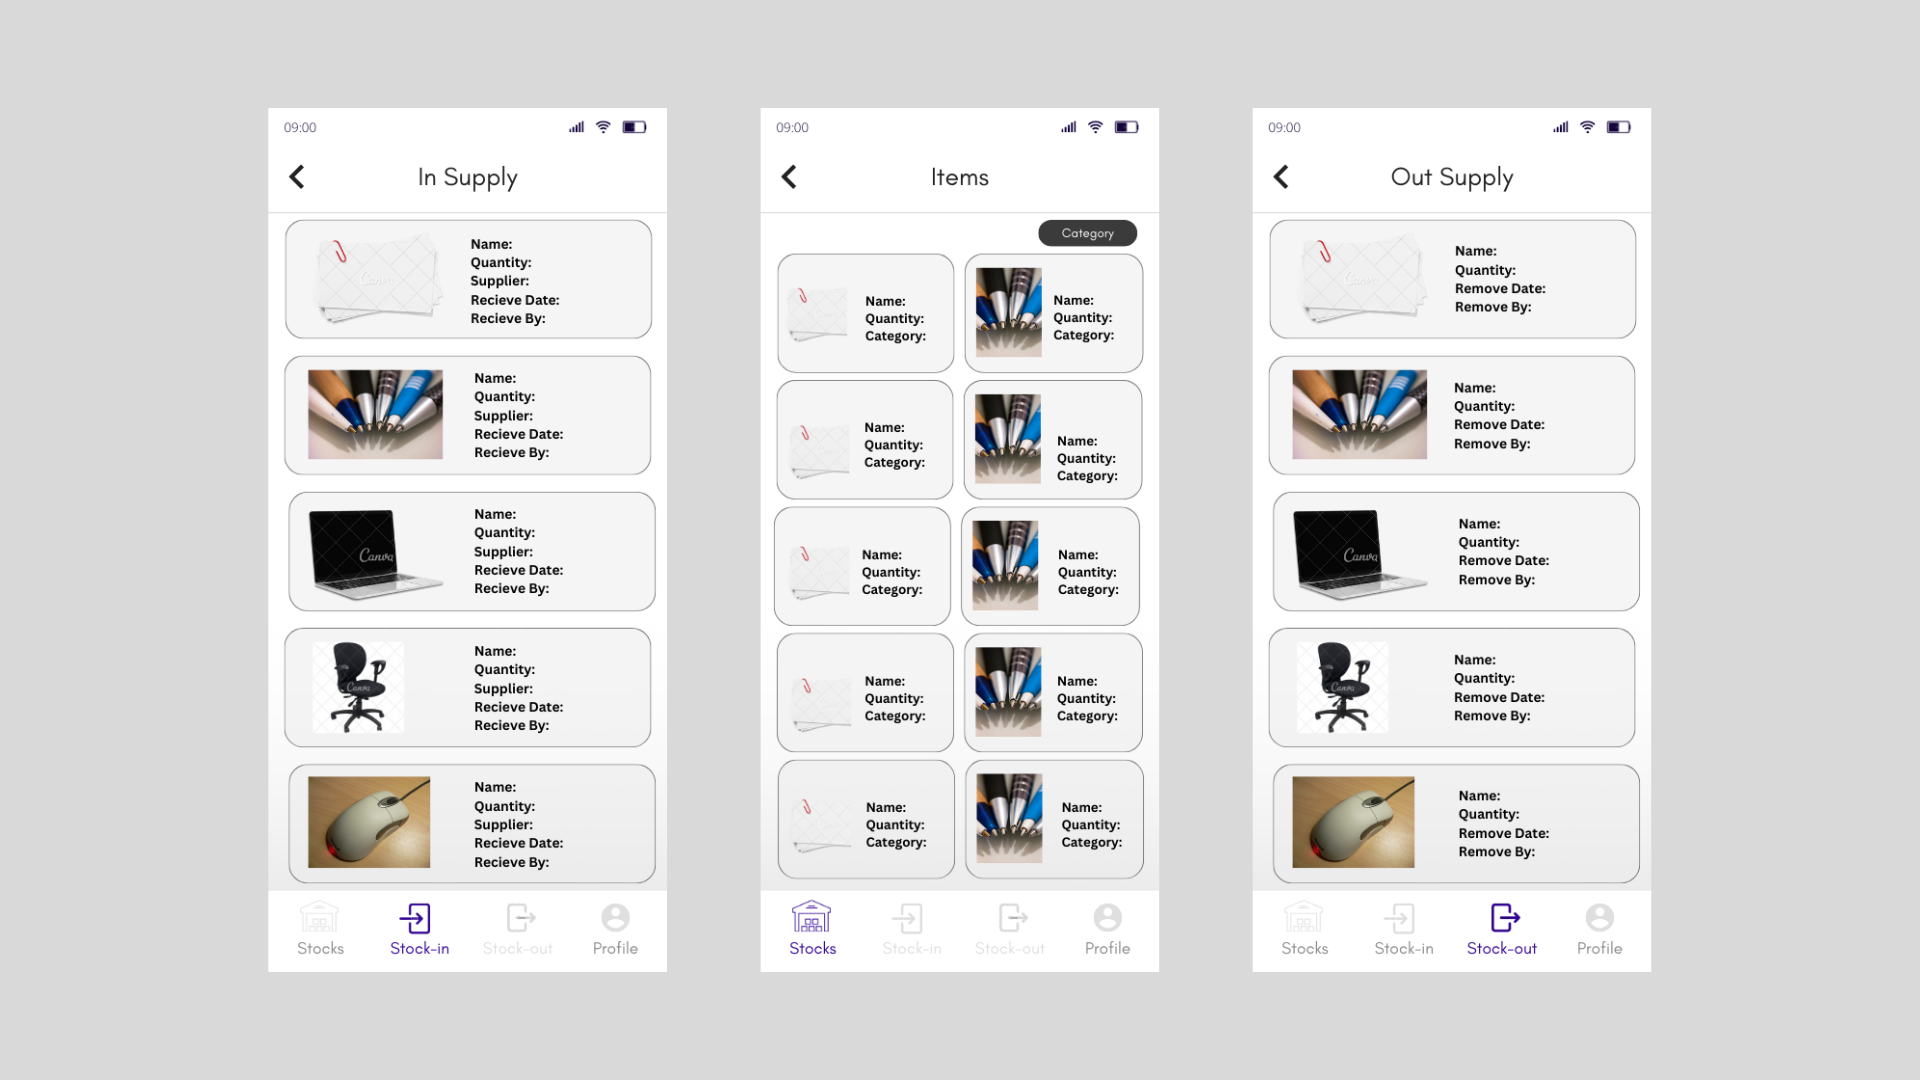 09:00
In Supply
Canva
Name:
Quantity:
Supplier:
Recieve Date:
Recieve By:
Name:
Quantity:
Supplier:
Recieve Date:
Recieve By:
Canva
Name:
Quantity:
Supplier:
Recieve Date:
Recieve By:
Canva
Name:
Quantity:
Supplier:
Recieve Date:
Recieve By:
Name:
Quantity:
Supplier:
Recieve Date:
Recieve By:
Stocks
Stock-in
Stock-out
Profile
09:00
Items
Category
Name:
Quantity:
Category:
Name:
Quantity:
Category:
Name:
Quantity:
Category:
Name:
Quantity:
Category:
Name:
Quantity:
Category:
Name:
Quantity:
Category:
Name:
Quantity:
Category:
Name:
Quantity:
Category:
Name:
Quantity:
Category:
Name:
Quantity:
Category:
Stocks
Stock-in
Stock-out
Profile
09:00
Out Supply
Canva
Name:
Quantity:
Remove Date:
Remove By:
Name:
Quantity:
Remove Date:
Remove By:
Canva
Name:
Quantity:
Remove Date:
Remove By:
Canva
Name:
Quantity:
Remove Date:
Remove By:
Name:
Quantity:
Remove Date:
Remove By:
Stocks
Stock-in
Stock-out
Profile